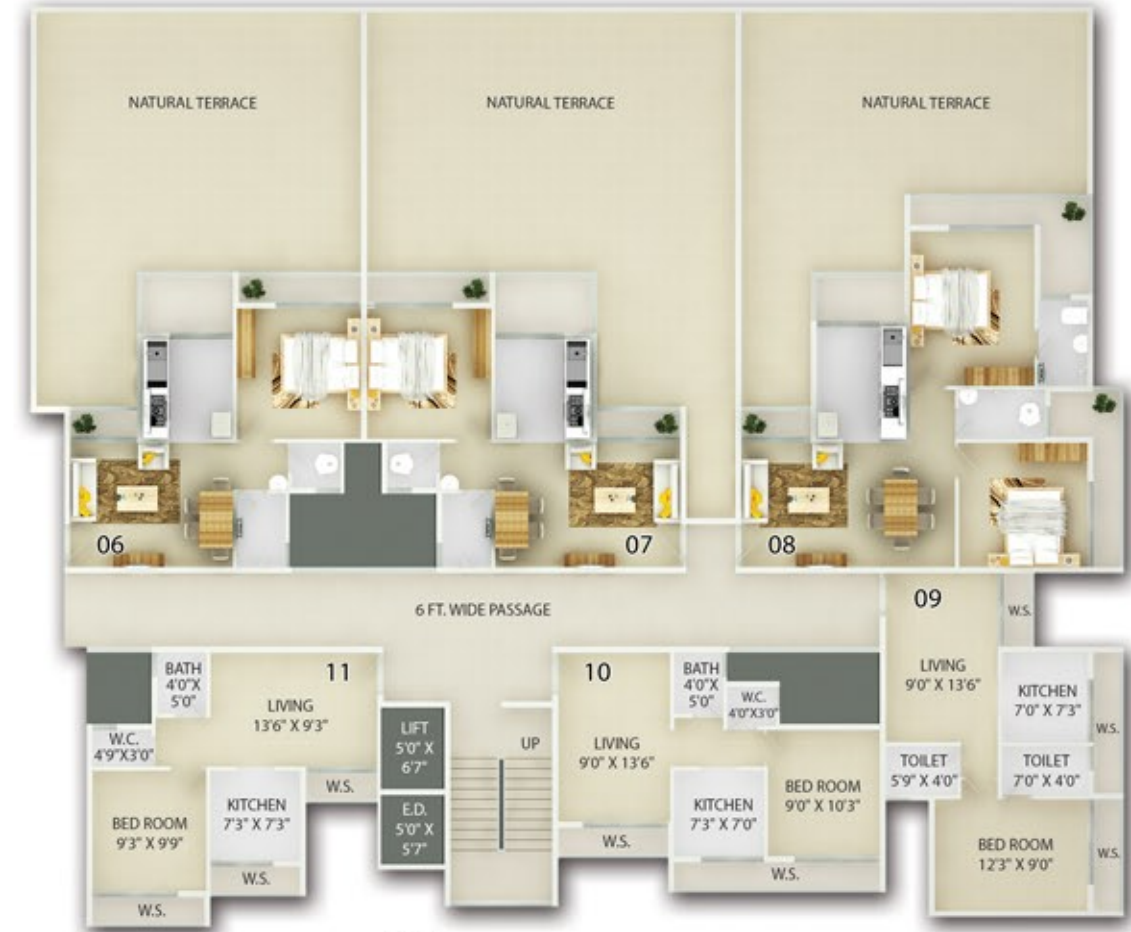 NATURAL TERRACE
NATURAL TERRACE
NATURAL TERRACE
06
07
08
6 FT. WIDE PASSAGE
09
W.S.
BATH
4'0"X
5'0"
11
LIVING
13'6" X 9'3"
W.C.
4'9"X3'0"
BED ROOM
9'3" X 9'9"
KITCHEN
7'3" X 7'3"
W.S.
W.S.
W.S.
LIFT
5'0" X
6'7"
E.D.
5'0" X
5'7"
UP
10
LIVING
9'0" X 13'6"
BATH
4'0"X
5'0"
W.C.
4'0"X3'0"
BED ROOM
9'0" X 10'3"
KITCHEN
7'3" X 7'0"
W.S.
W.S.
LIVING
9'0" X 13'6"
KITCHEN
7'0" X 7'3"
W.S.
TOILET
5'9" X 4'0"
TOILET
7'0" X 4'0"
BED ROOM
12'3" X 9'0"
W.S.